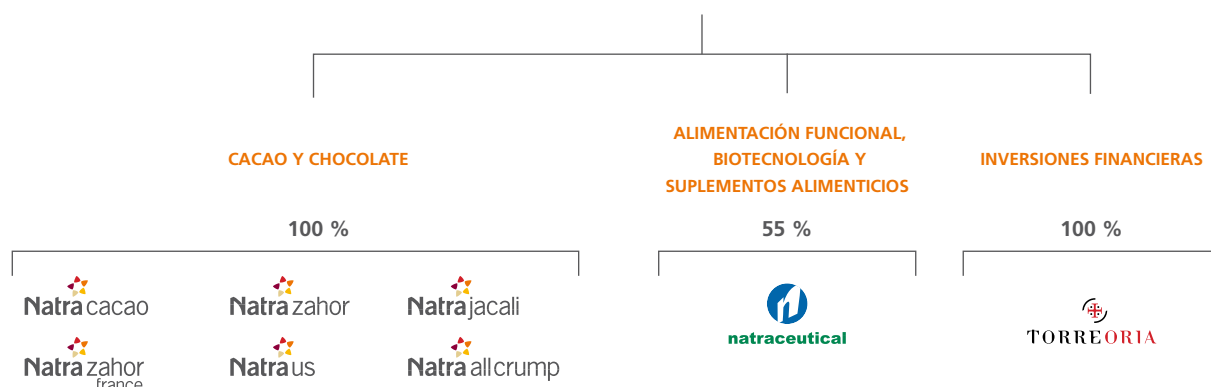 CACAO Y CHOCOLATE
ALIMENTACIÓN FUNCIONAL,
BIOTECNOLOGÍA Y
SUPLEMENTOS ALIMENTICIOS
INVERSIONES FINANCIERAS
100 %
55 %
100 %
Natra cacao
Natra zahor
Natra jacali
natraceutical
TORREORIA
Natra zahor
france
Natra us
Natra allcrump